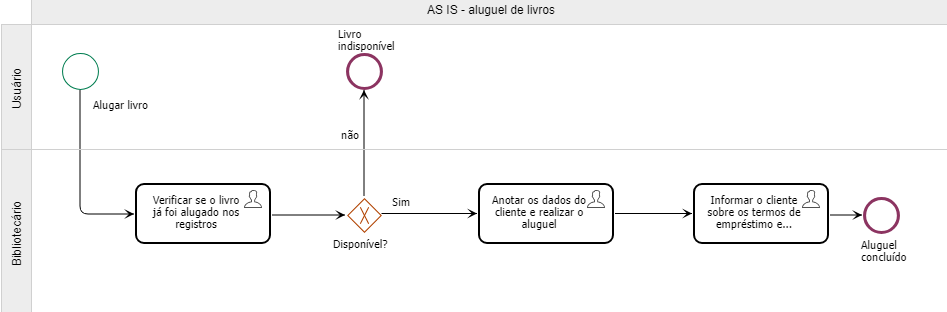 AS IS - aluguel de livros
Usuário
Livro
indisponível
Alugar livro
não
Bibliotecário
Verificar se o livro
já foi alugado nos
registros
Disponível?
Sim
Anotar os dados do
cliente e realizar o
aluguel
Informar o cliente
sobre os termos de
empréstimo e...
Aluguel
concluído